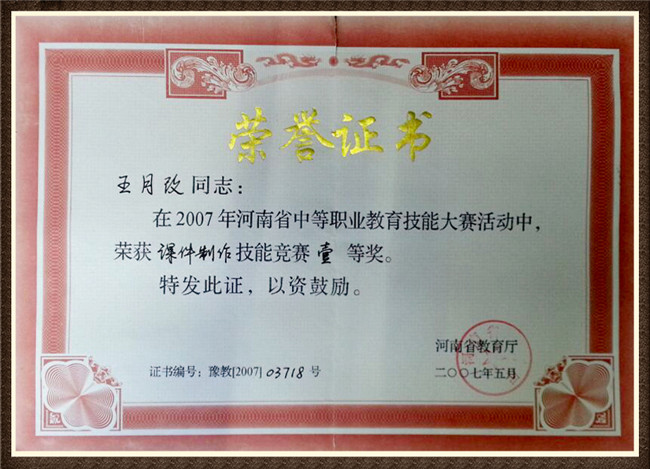 荣誉证书
王月改 同志：
在2007年河南省中等职业教育技能大赛活动中，
荣获 课件制作 技能竞赛 壹 等奖。
特发此证，以资鼓励。
河南省教育厅
证书编号：豫教[2007] 03718 号
二〇〇七年五月